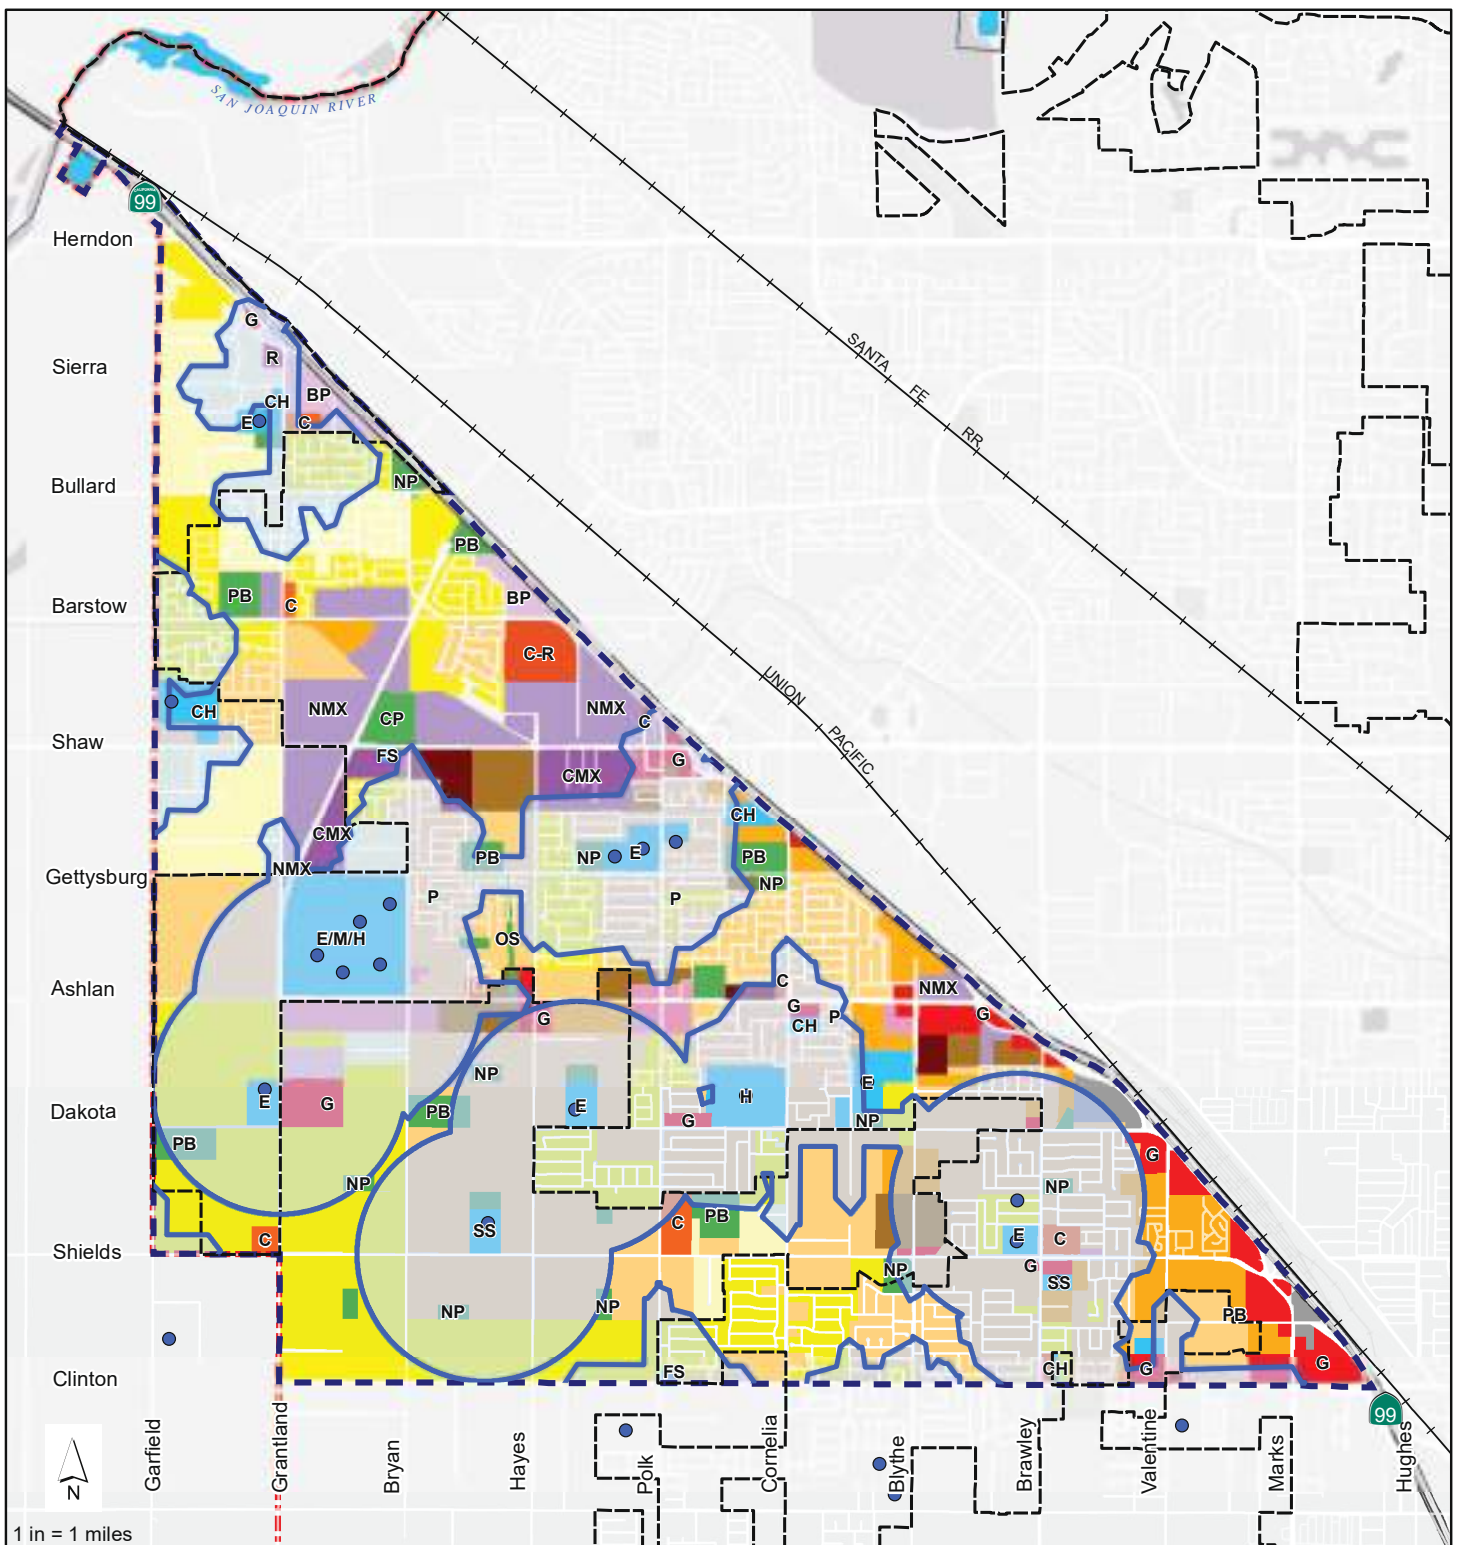 SAN JOAQUIN RIVER
CALIFORNIA
99
Herndon
G
Sierra
R
SANTA FE RR
BP
CH
E
C
NP
Bullard
PB
BP
PB
C
Barstow
C-R
UNION PACIFIC
CH
NMX
CP
NMX
C
Shaw
FS
G
CMX
CH
CMX
PB
NP
E
PB
NMX
Gettysburg
NP
P
P
E/M/H
OS
C
Ashlan
NMX
G
G
P
CH
G
NP
E
E
G
E
H
Dakota
PB
G
NP
PB
G
NP
NP
SS
C
PB
E
C
C
Shields
NP
G
SS
NP
NP
PB
FS
CH
G
G
Clinton
99
Garfield
Grantland
Bryan
Hayes
Polk
Cornelia
Blythe
Brawley
Valentine
Marks
Hughes
N
1 in = 1 miles